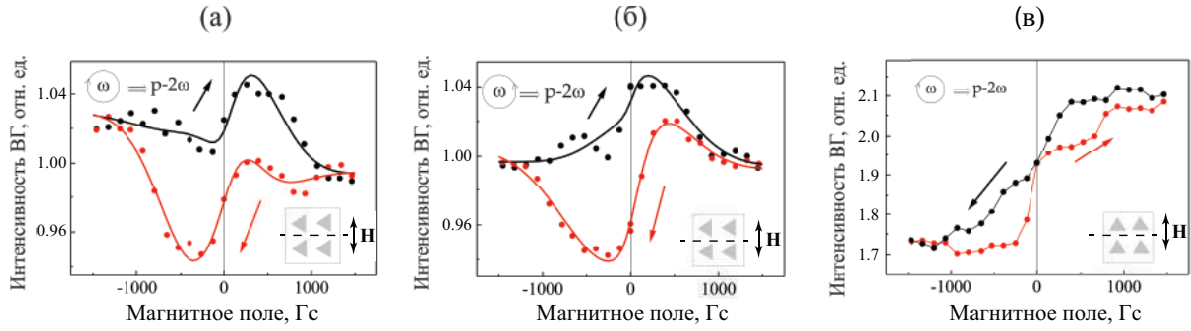 (а)
Интенсивность ВГ, отн. ед.
1.04
1.00
0.96
ω
p-2ω
H
-1000
0
1000
Магнитное поле, Гс
(б)
Интенсивность ВГ, отн. ед.
1.04
1.00
0.96
ω
p-2ω
H
-1000
0
1000
Магнитное поле, Гс
(в)
Интенсивность ВГ, отн. ед.
2.1
2.0
1.9
1.8
1.7
ω
p-2ω
H
-1000
0
1000
Магнитное поле, Гс